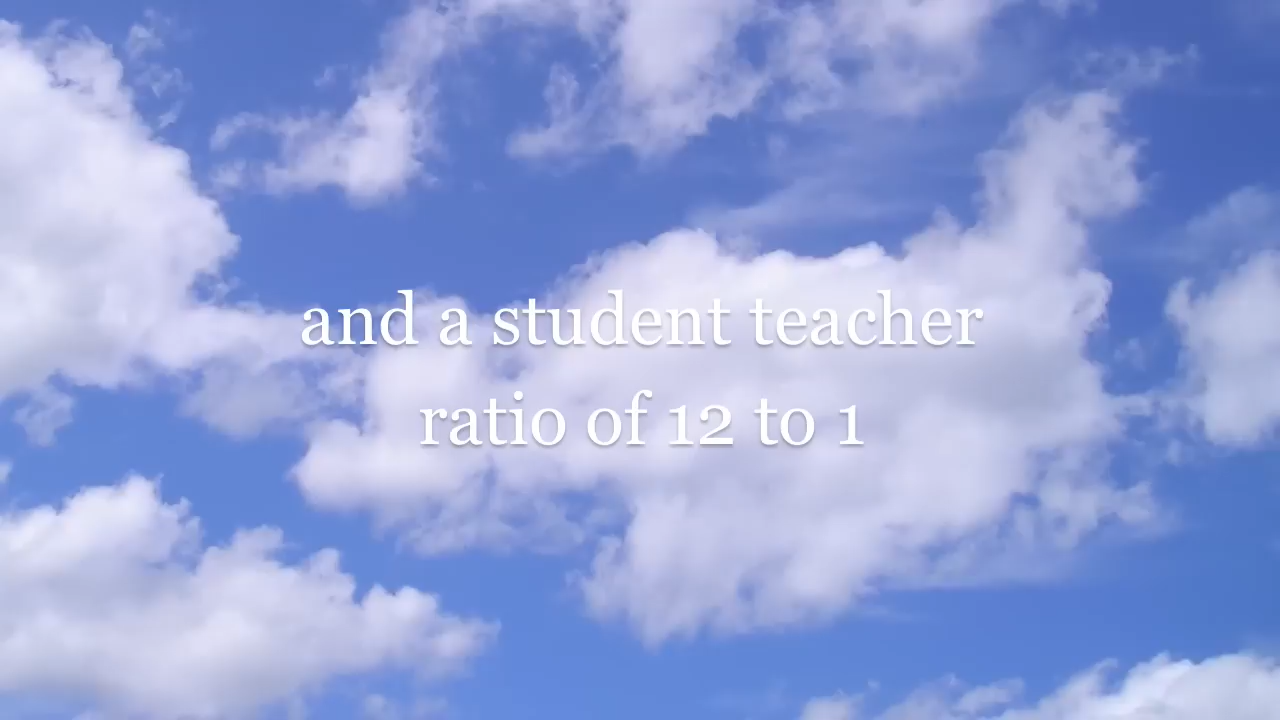 and a student teacher
ratio of 12 to 1